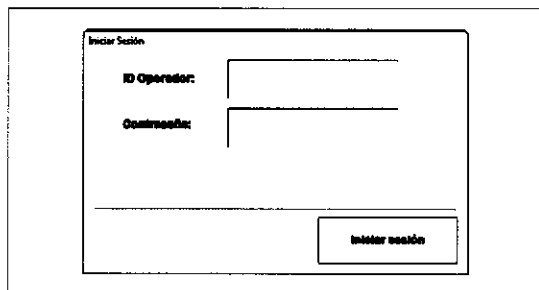 Iniciar Sesión
ID Operador:
Contraseña:
Iniciar sesión